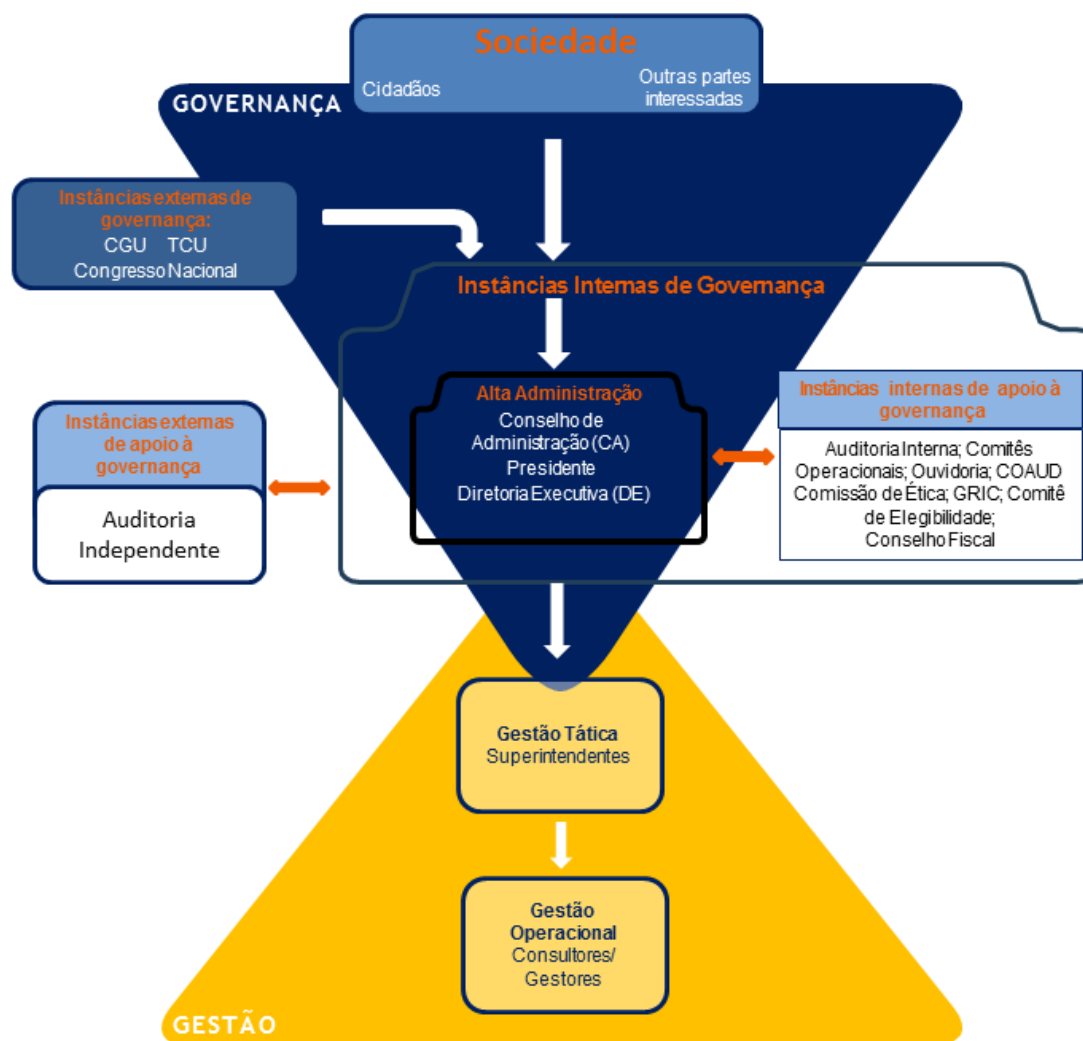 Sociedade
Cidadãos
Outras partes
interessadas
GOVERNANÇA
Instâncias externas de
governança:
CGU TCU
Congresso Nacional
Instâncias Internas de Governança
Alta Administração
Conselho de
Administração (CA)
Presidente
Diretoria Executiva (DE)
Instâncias internas de apoio à
governança
Auditoria Interna; Comitês
Operacionais; Ouvidoria; COAUD
Comissão de Ética; GRIC; Comitê
de Elegibilidade;
Conselho Fiscal
Instâncias externas
de apoio à
governança
Auditoria
Independente
Gestão Tática
Superintendentes
Gestão
Operacional
Consultores/
Gestores
GESTÃO